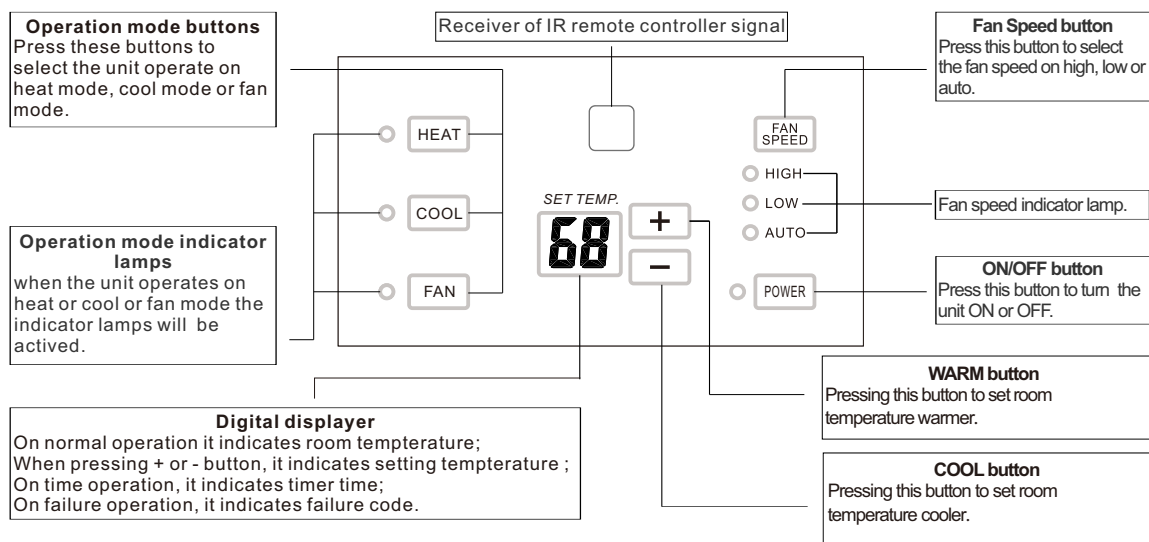 Operation mode buttons
Press these buttons to
select the unit operate on
heat mode, cool mode or fan
mode.
Receiver of IR remote controller signal
Fan Speed button
Press this button to select
the fan speed on high, low or
auto.
HEAT
COOL
FAN
SET TEMP.
68
+
−
FAN
SPEED
HIGH
LOW
AUTO
POWER
Fan speed indicator lamp.
Operation mode indicator
lamps
when the unit operates on
heat or cool or fan mode the
indicator lamps will be
actived.
ON/OFF button
Press this button to turn the
unit ON or OFF.
WARM button
Pressing this button to set room
temperature warmer.
Digital displayer
On normal operation it indicates room tempterature;
When pressing + or - button, it indicates setting tempterature ;
On time operation, it indicates timer time;
On failure operation, it indicates failure code.
COOL button
Pressing this button to set room
temperature cooler.